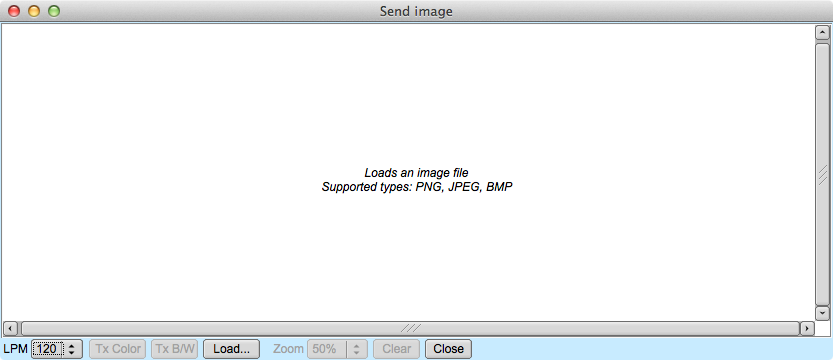 Send image
Loads an image file
Supported types: PNG, JPEG, BMP
LPM 120 Tx Color Tx B/W Load... Zoom 50% Clear Close